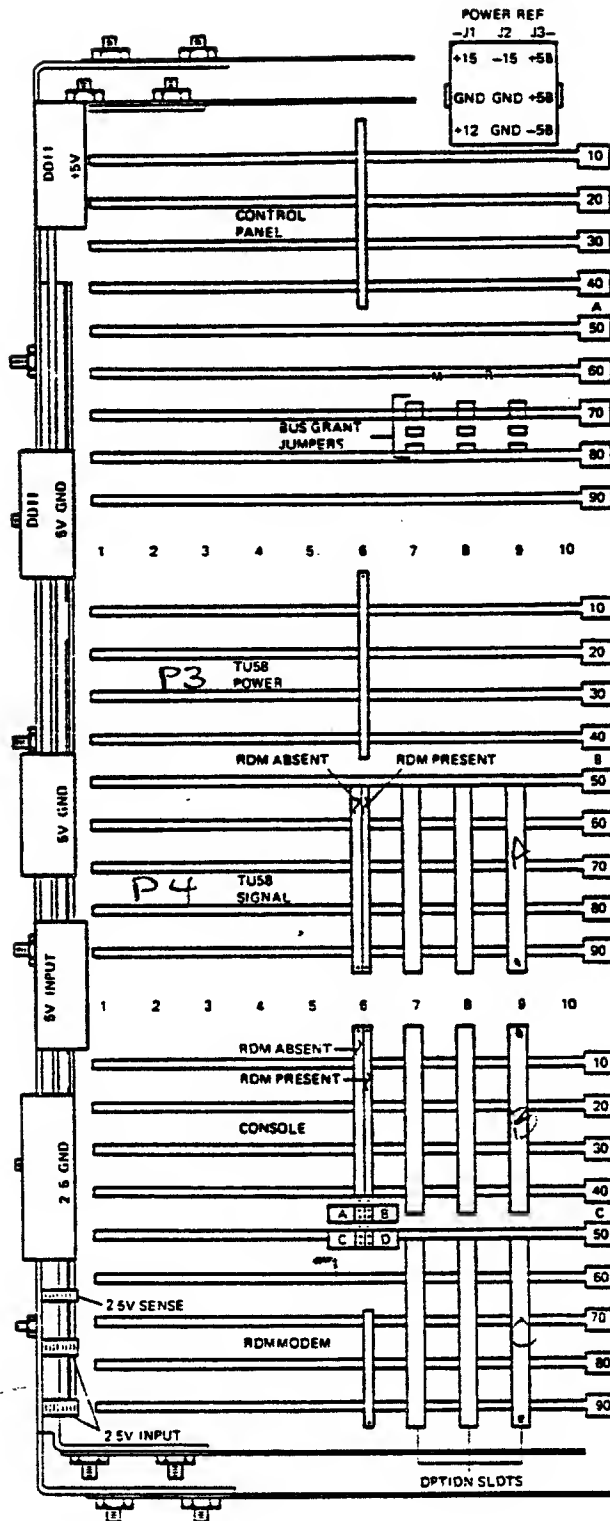 POWER REF
-J1 J2 J3-
+15 -15 +5B
GND GND +5B
+12 GND -5B
DD11 +5V
10
20
CONTROL
PANEL
30
40
A
50
60
70
BUS GRANT
JUMPERS
80
90
DD11 5V GND
1 2 3 4 5 6 7 8 9 10
10
20
P3 TU58
POWER
30
40
RDM ABSENT RDM PRESENT
B
50
5V GND
60
70
P4 TU58
SIGNAL
80
90
5V INPUT
1 2 3 4 5 6 7 8 9 10
RDM ABSENT
10
RDM PRESENT
20
CONSOLE
30
40
2 5 GND
A B
C
C D
50
60
2 5V SENSE
70
RDM MODEM
80
90
2 5V INPUT
OPTION SLOTS